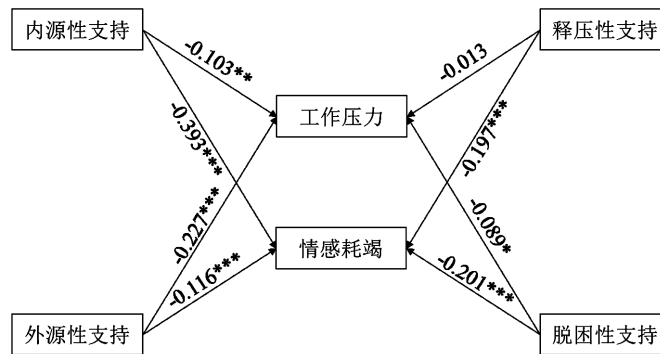 内源性支持
释压性支持
-0.103**
-0.013
工作压力
-0.393***
-0.197***
-0.227***
-0.089*
情感耗竭
-0.116***
-0.201***
外源性支持
脱困性支持